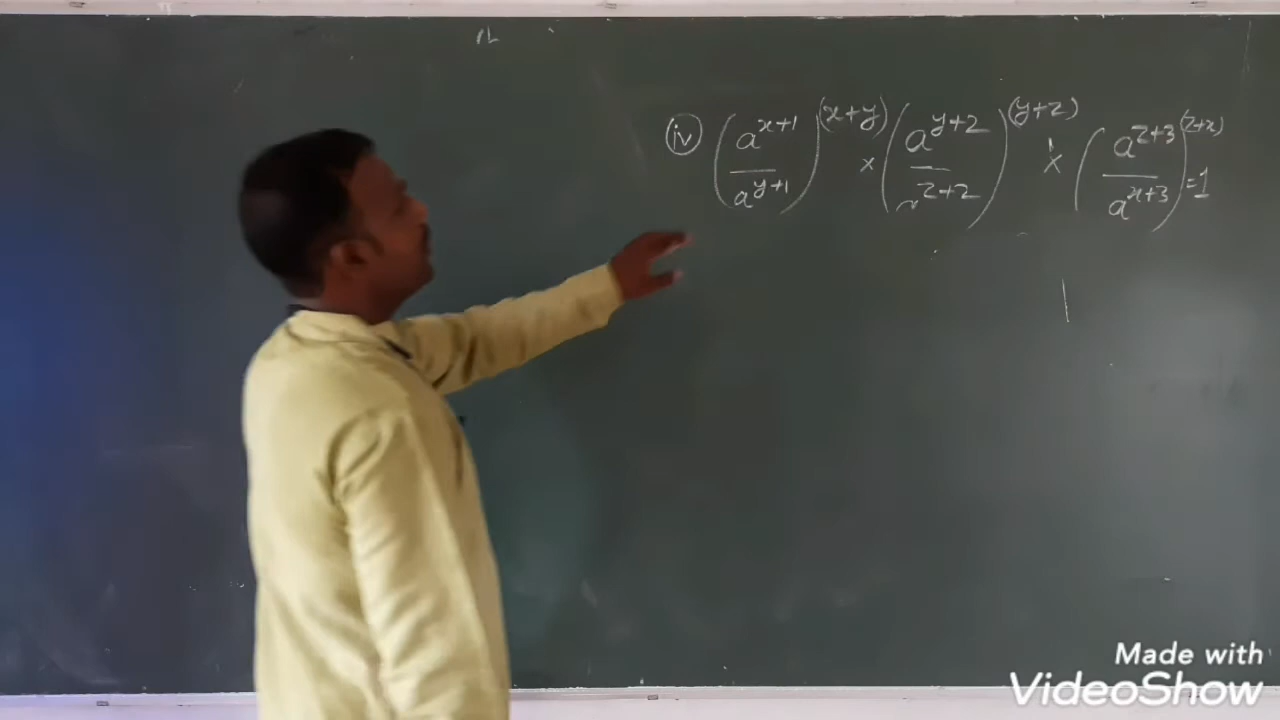 (iv) (a^{x+1}/a^{y+1})^{(x+y)} × (a^{y+2}/a^{z+2})^{(y+z)} × (a^{z+3}/a^{x+3})^{(z+x)} = 1
Made with
VideoShow